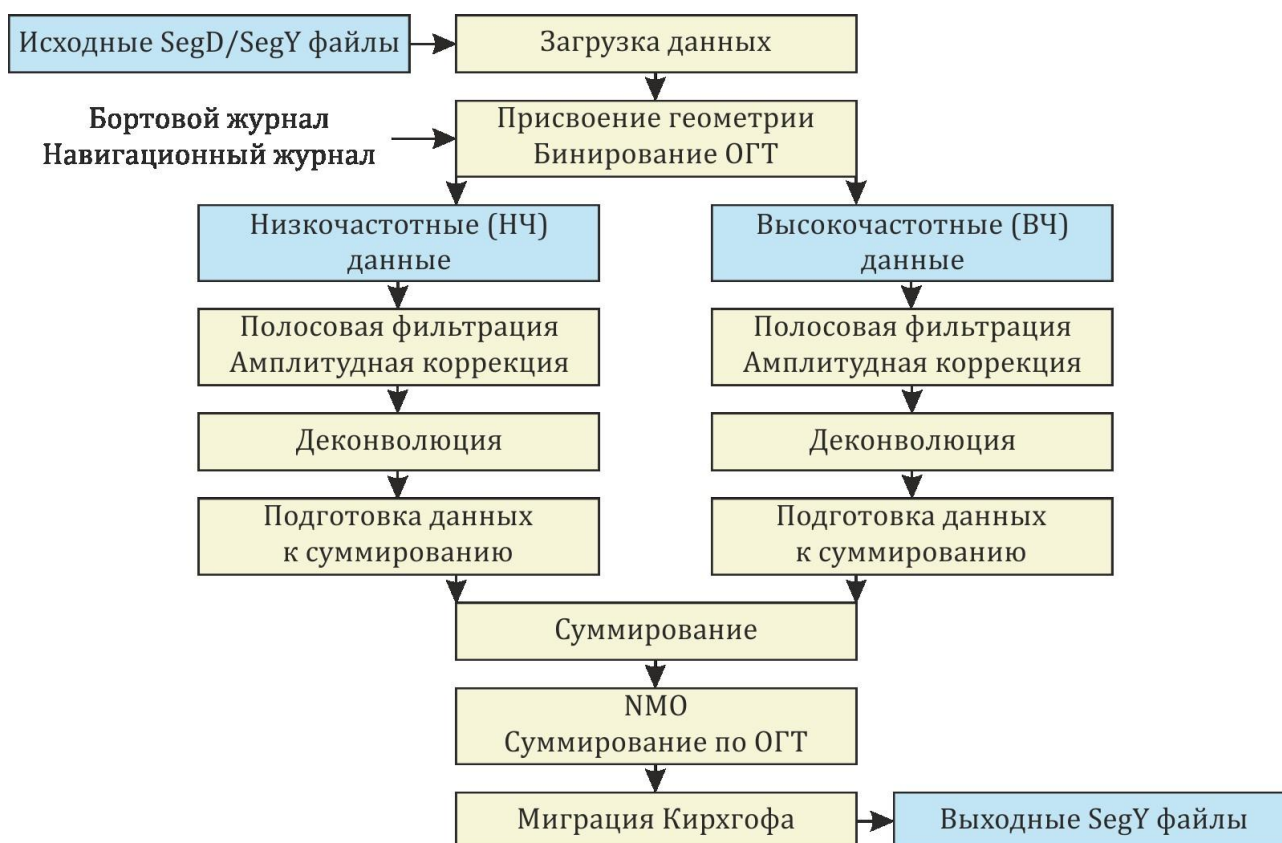 Исходные SegD/SegY файлы
Загрузка данных
Бортовой журнал
Навигационный журнал
Присвоение геометрии
Бинирование ОГТ
Низкочастотные (НЧ)
данные
Высокочастотные (ВЧ)
данные
Полосовая фильтрация
Амплитудная коррекция
Полосовая фильтрация
Амплитудная коррекция
Деконволюция
Деконволюция
Подготовка данных
к суммированию
Подготовка данных
к суммированию
Суммирование
NMO
Суммирование по ОГТ
Миграция Кирхгофа
Выходные SegY файлы